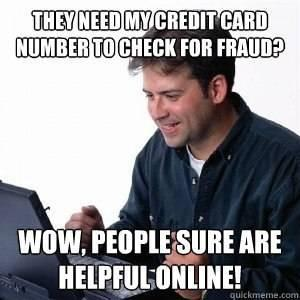 THEY NEED MY CREDIT CARD
NUMBER TO CHECK FOR FRAUD?
WOW, PEOPLE SURE ARE
HELPFUL ONLINE!
quickmeme.com